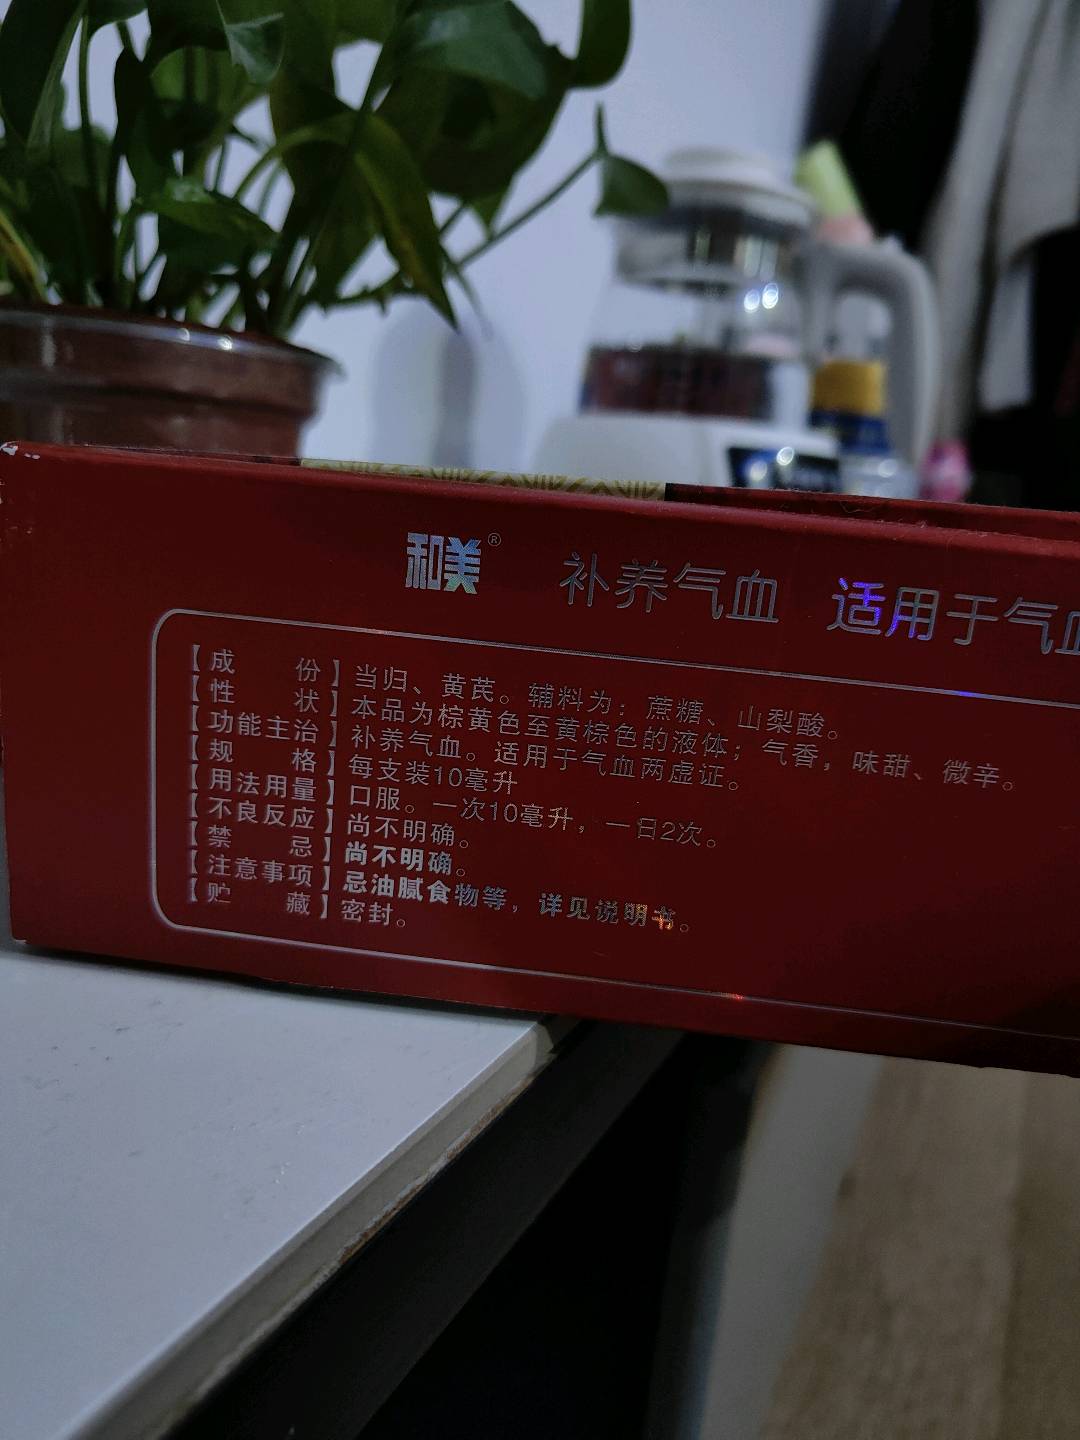 和美® 补养气血 适用于气血
【成份】当归、黄芪。辅料为：蔗糖、山梨酸。
【性状】本品为棕黄色至黄棕色的液体；气香，味甜、微辛。
【功能主治】补养气血。适用于气血两虚证。
【规格】每支装10毫升
【用法用量】口服。一次10毫升，一日2次。
【不良反应】尚不明确。
【禁忌】尚不明确。
【注意事项】忌油腻食物等，详见说明书。
【贮藏】密封。